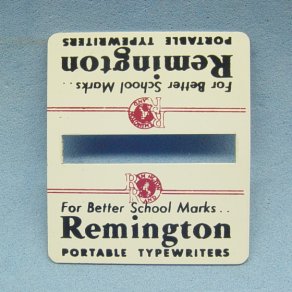 PORTABLE TYPEWRITERS
Remington
For Better School Marks..
For Better School Marks..
Remington
PORTABLE TYPEWRITERS